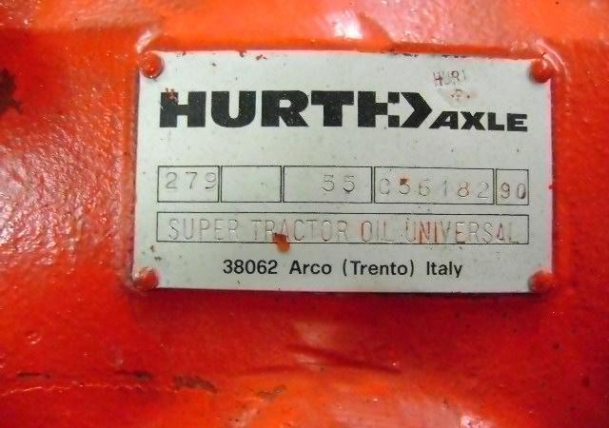 HURTH AXLE
279 55 056182 90
SUPER TRACTOR OIL UNIVERSAL
38062 Arco (Trento) Italy